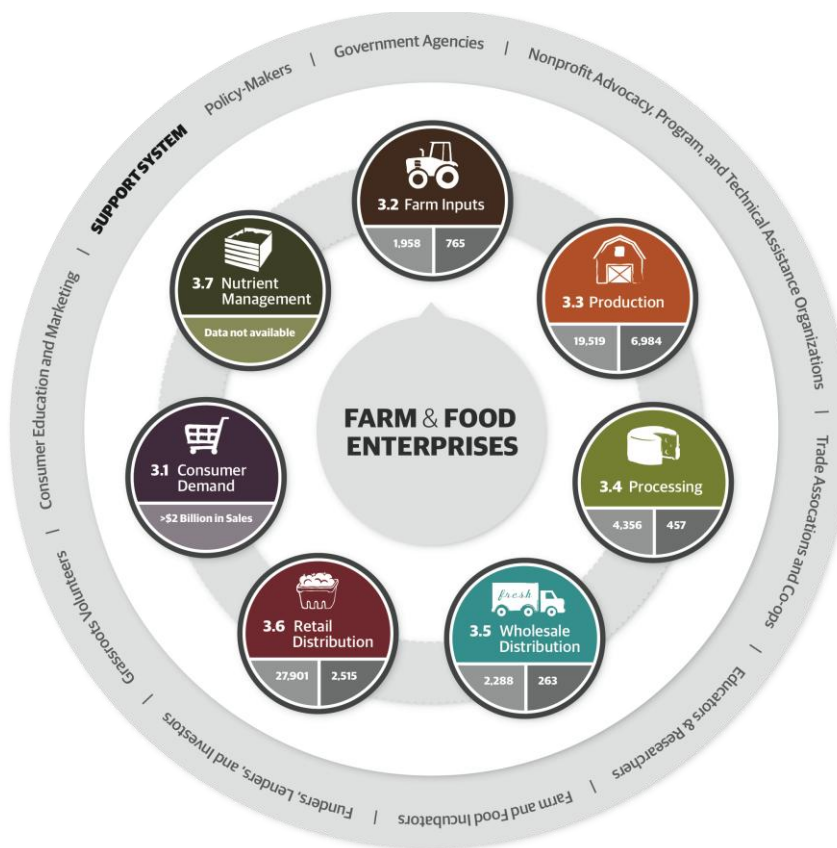 SUPPORT SYSTEM
Policy-Makers | Government Agencies | Nonprofit Advocacy, Program, and Technical Assistance Organizations | Trade Assocations and Co-ops | Educators & Researchers | Farm and Food Incubators | Funders, Lenders, and Investors | Grassroots Volunteers | Consumer Education and Marketing |
3.2 Farm Inputs
1,958 765
3.7 Nutrient
Management
Data not available
3.3 Production
19,519 6,984
FARM & FOOD
ENTERPRISES
3.1 Consumer
Demand
>$2 Billion in Sales
3.4 Processing
4,356 457
3.6 Retail
Distribution
27,901 2,515
fresh
3.5 Wholesale
Distribution
2,288 263